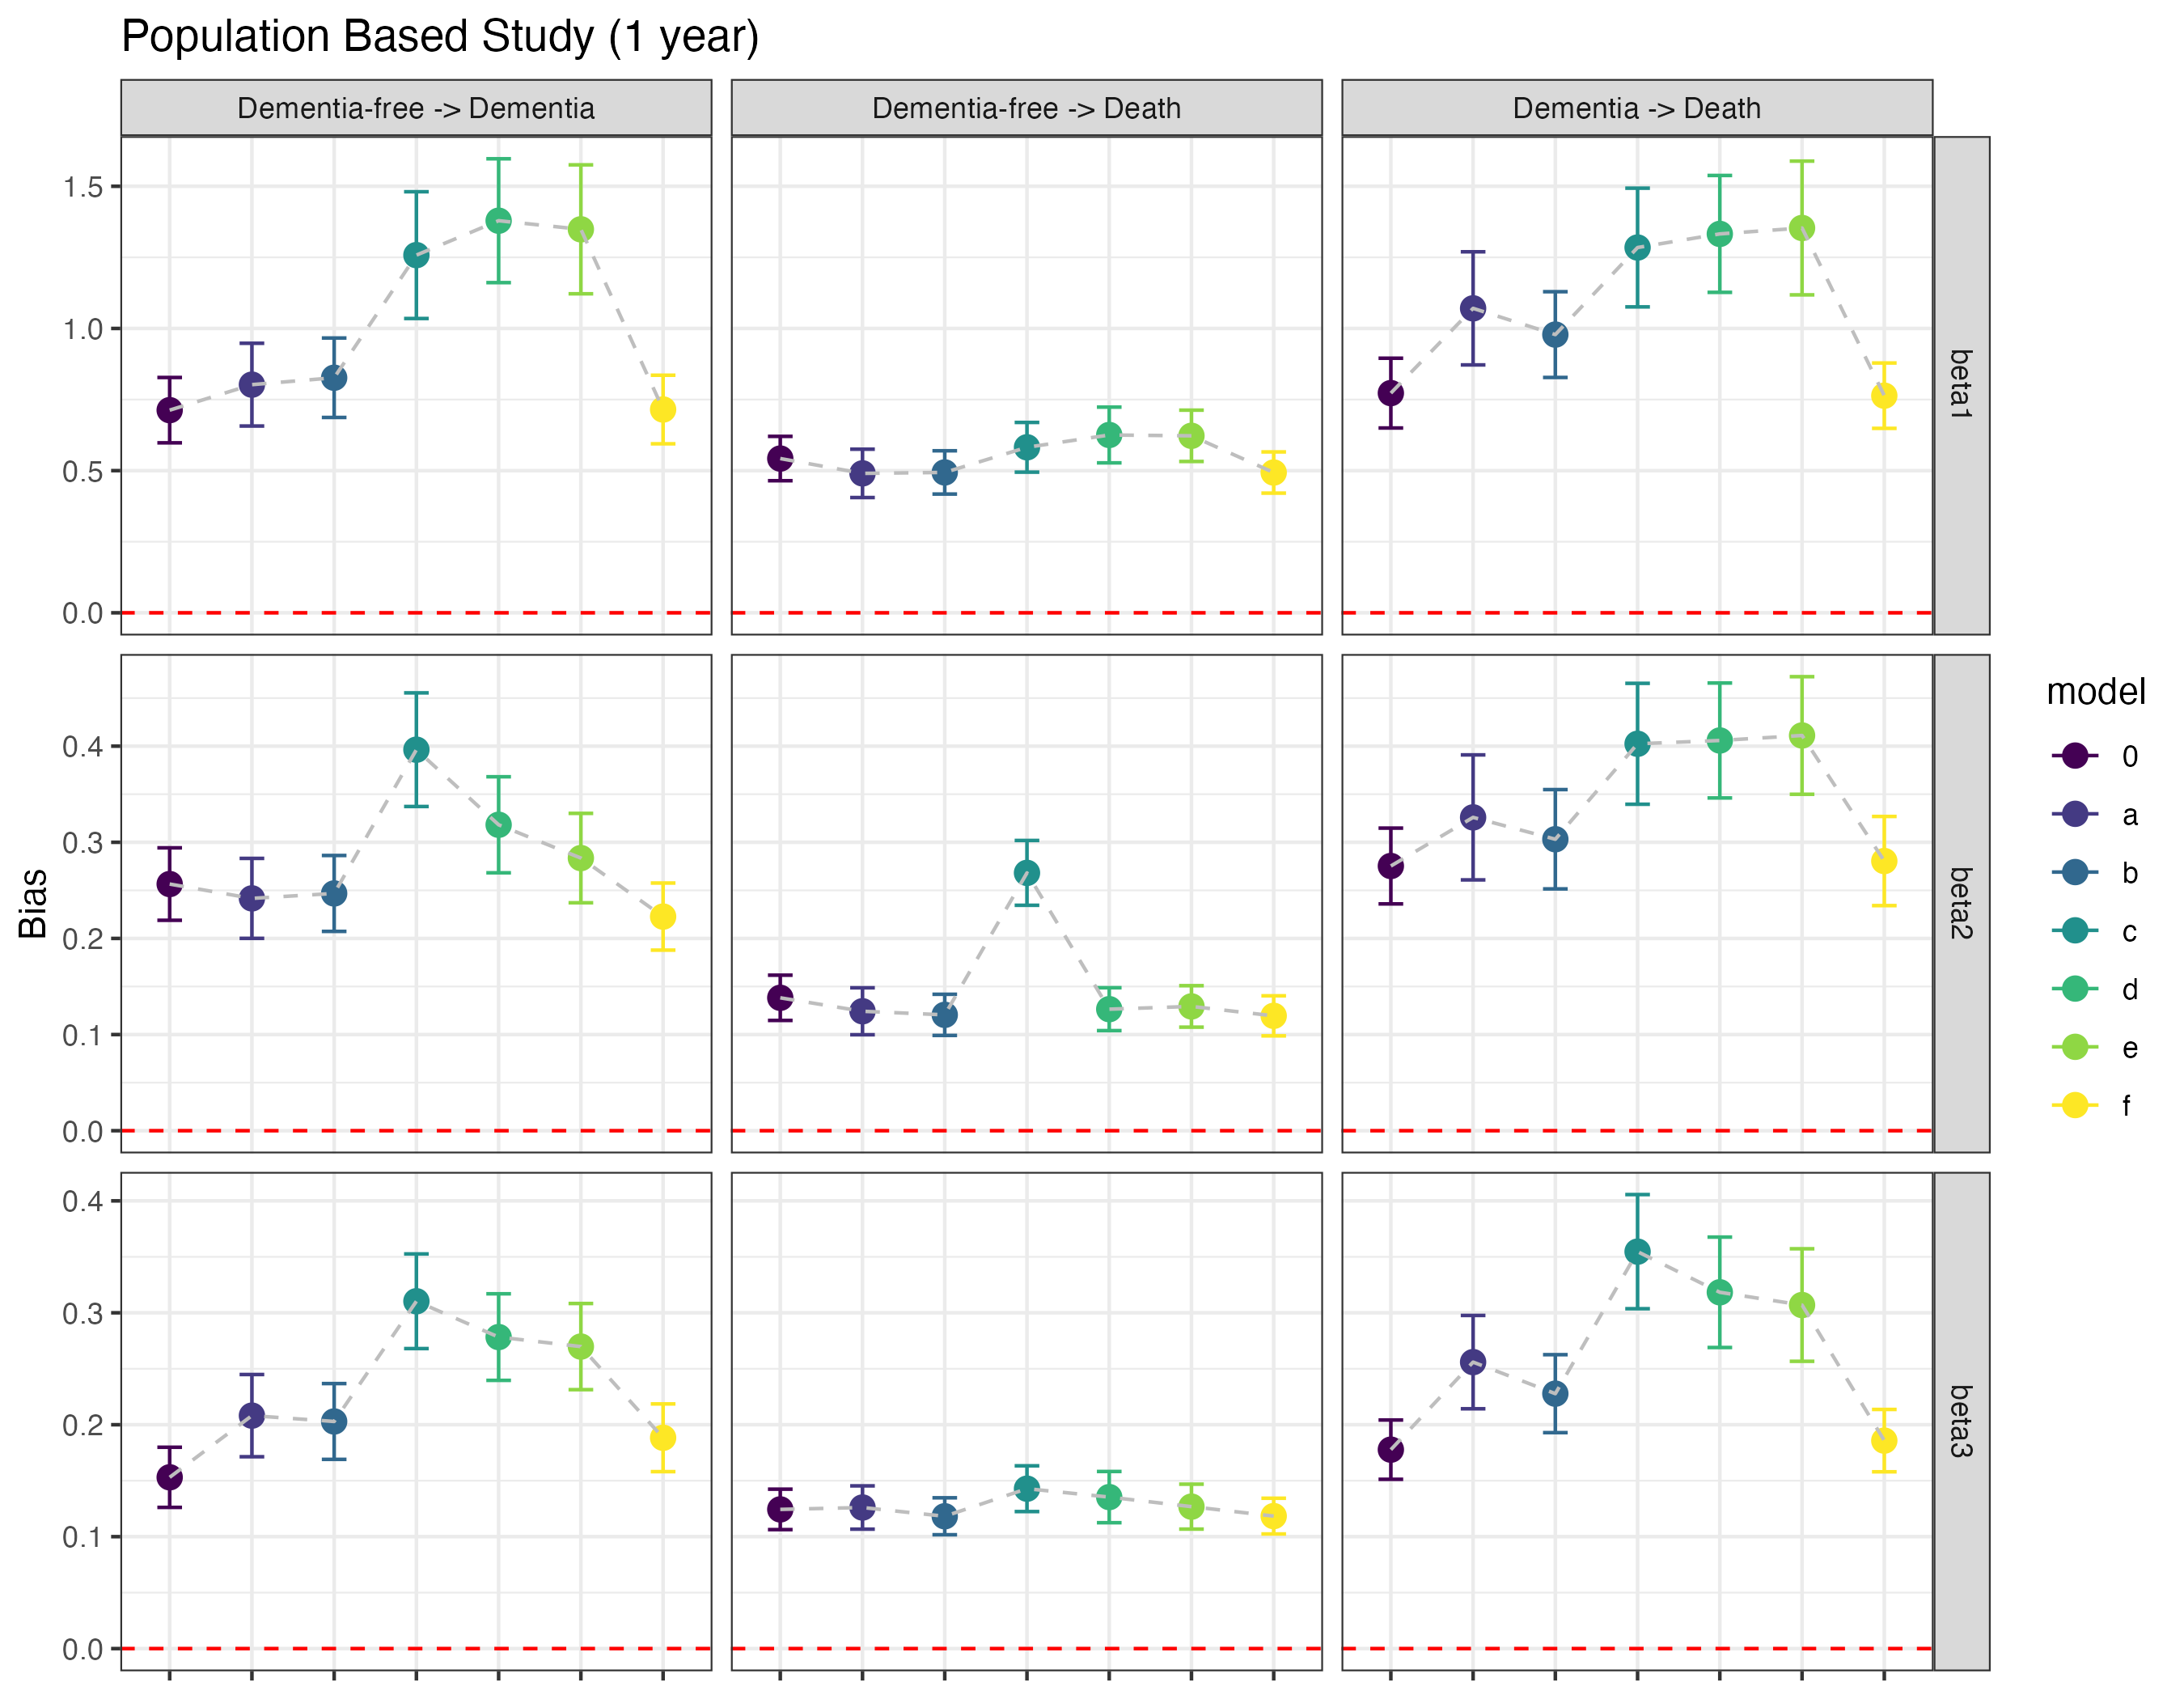 Population Based Study (1 year)
Dementia-free -> Dementia
Dementia-free -> Death
Dementia -> Death
1.5
1.0
0.5
0.0
beta1
Bias
0.4
0.3
0.2
0.1
0.0
beta2
0.4
0.3
0.2
0.1
0.0
beta3
model
0
a
b
c
d
e
f